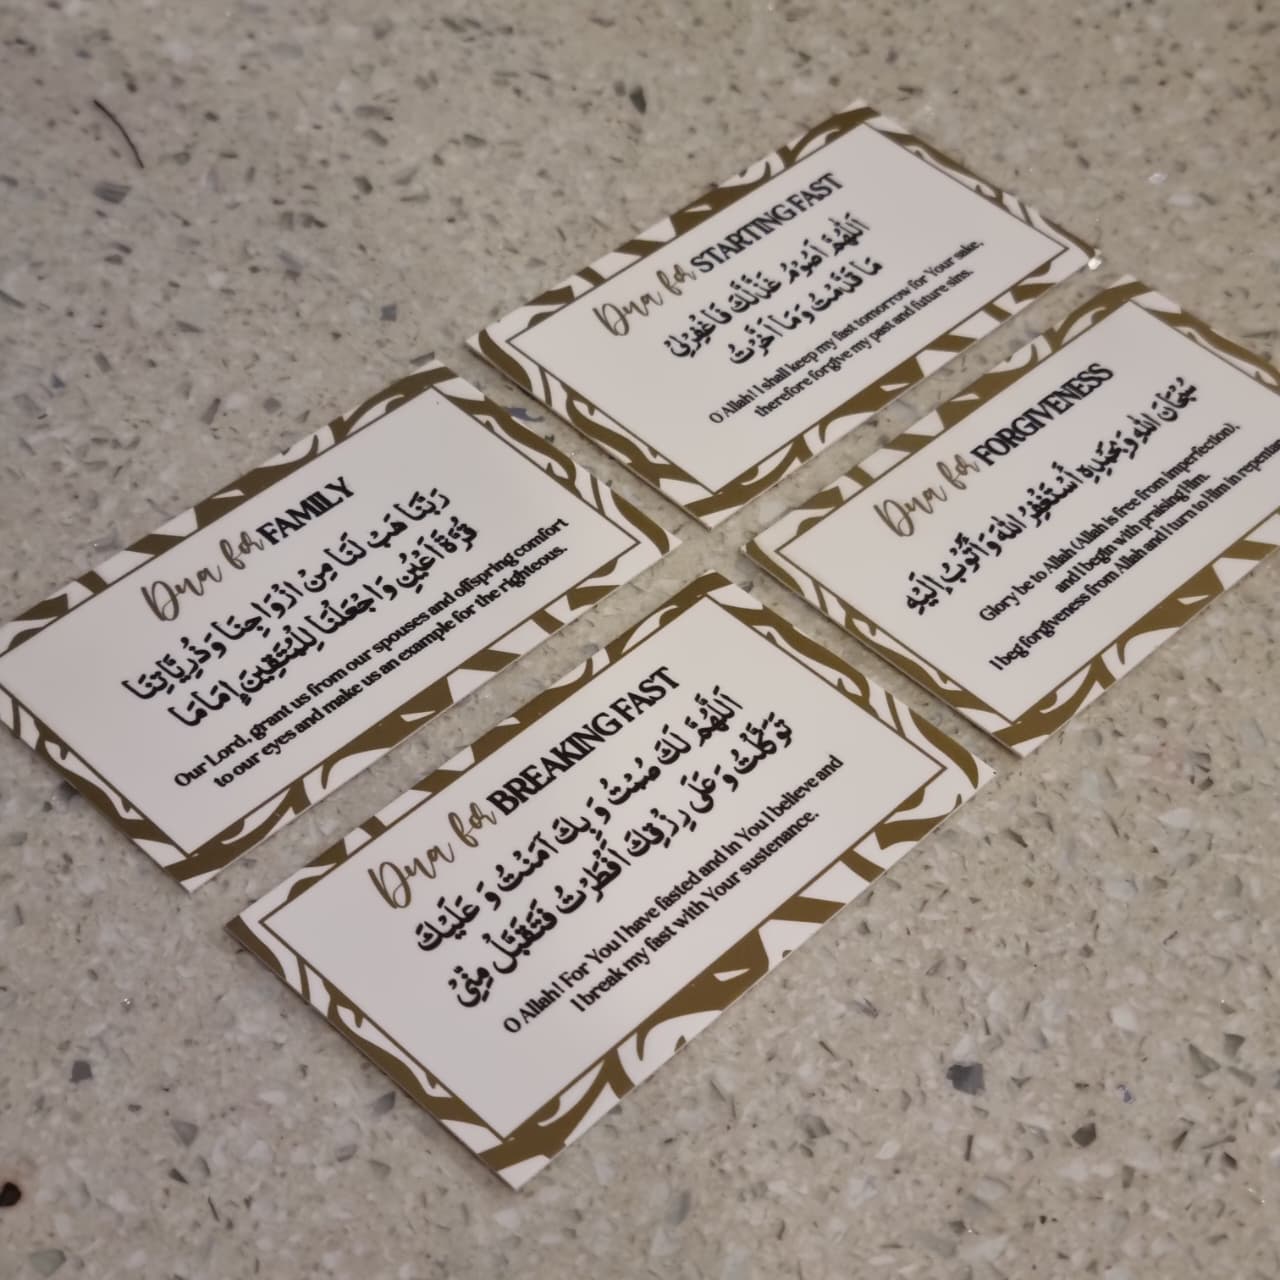 Dua for STARTING FAST
اَللّٰهُمَّ اَصُوْمُ غَدًا لَّكَ فَاغْفِرْلِيْ
مَا قَدَّمْتُ وَمَا اَخَّرْتُ
O Allah! I shall keep my fast tomorrow for Your sake,
therefore forgive my past and future sins.
Dua for FAMILY
رَبَّنَا هَبْ لَنَا مِنْ اَزْوَاجِنَا وَذُرِّيَّاتِنَا
قُرَّةَ اَعْيُنٍ وَاجْعَلْنَا لِلْمُتَّقِينَ إِمَامَا
Our Lord, grant us from our spouses and offspring comfort
to our eyes and make us an example for the righteous.
Dua for FORGIVENESS
سُبْحَانَ اللهِ وَبِحَمْدِهِ أَسْتَغْفِرُ اللهَ وَأَتُوْبُ إِلَيْهِ
Glory be to Allah (Allah is free from imperfection),
and I begin with praising Him.
I beg forgiveness from Allah and I turn to Him in
Dua for BREAKING FAST
اَللّٰهُمَّ لَكَ صُمْتُ وَ بِكَ اٰمَنْتُ وَ عَلَيْكَ
تَوَكَّلْتُ وَ عَلٰى رِزْقِكَ اَفْطَرْتُ فَتَقَبَّلْ مِنِّيْ
O Allah! For You I have fasted and in You I believe and
I break my fast with Your sustenance.